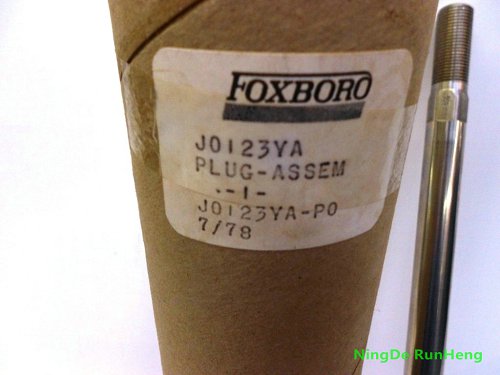 FOXBORO
J0123YA
PLUG-ASSEM
.-1-
J0123YA-P0
7/78
NingDe RunHeng